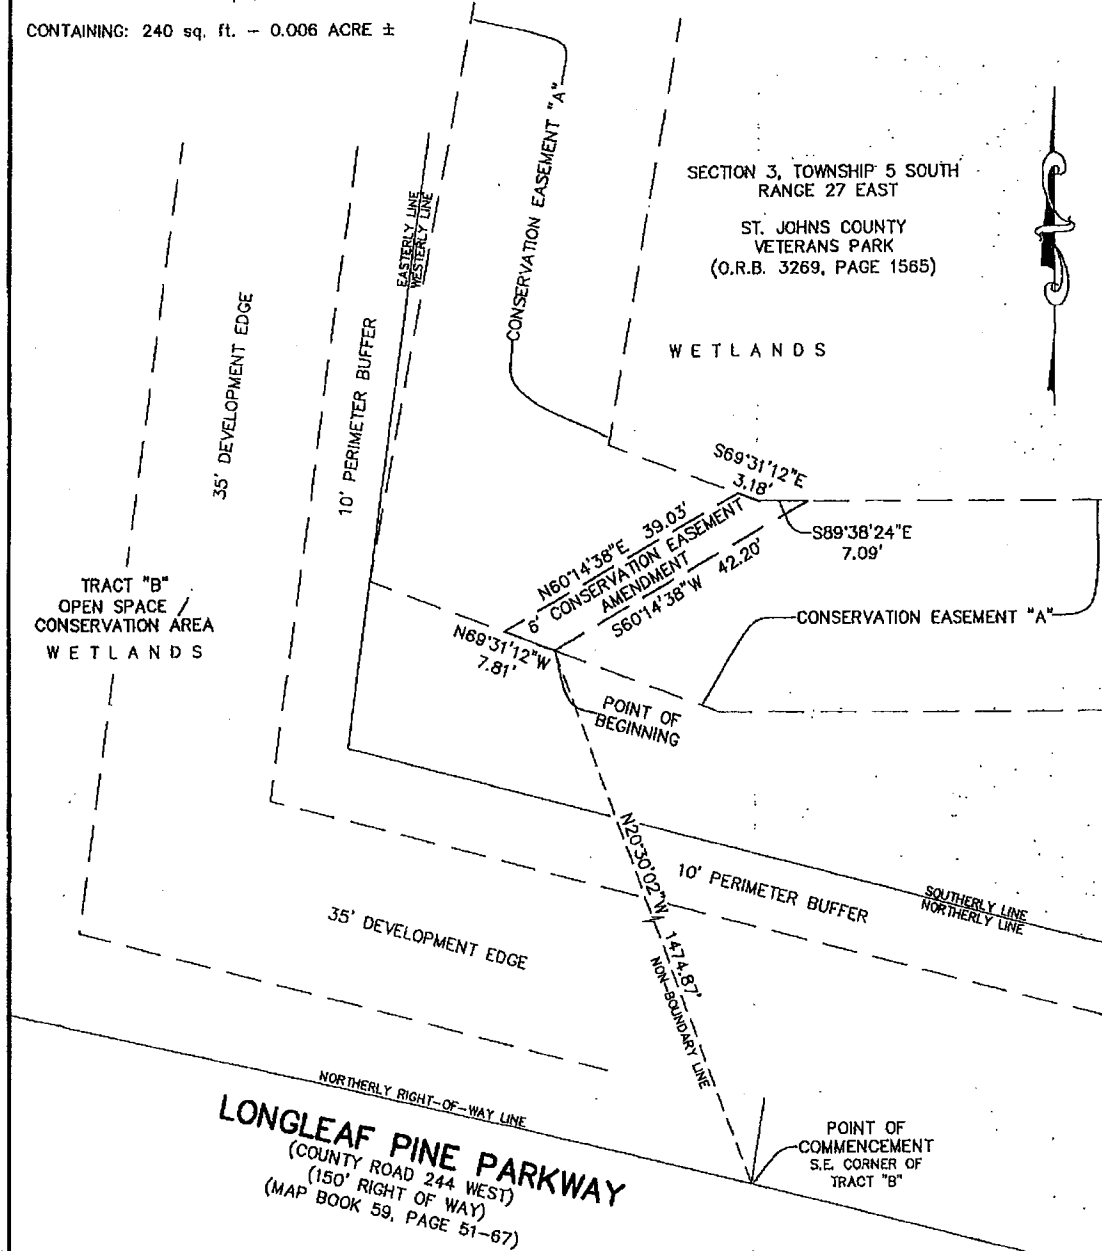 CONTAINING: 240 sq. ft. - 0.006 ACRE ±
CONSERVATION EASEMENT "A"
SECTION 3, TOWNSHIP 5 SOUTH
RANGE 27 EAST
ST. JOHNS COUNTY
VETERANS PARK
(O.R.B. 3269, PAGE 1565)
WETLANDS
EASTERLY LINE
WESTERLY LINE
35' DEVELOPMENT EDGE
10' PERIMETER BUFFER
S69°31'12"E
3.18'
S89°38'24"E
7.09'
N60°14'38"E 39.03'
6' CONSERVATION EASEMENT
AMENDMENT
S60°14'38"W 42.20'
TRACT "B"
OPEN SPACE /
CONSERVATION AREA
WETLANDS
CONSERVATION EASEMENT "A"
N69°31'12"W
7.81'
POINT OF
BEGINNING
N20°30'02"W 1474.87'
NON-BOUNDARY LINE
10' PERIMETER BUFFER
SOUTHERLY LINE
NORTHERLY LINE
35' DEVELOPMENT EDGE
NORTHERLY RIGHT-OF-WAY LINE
LONGLEAF PINE PARKWAY
(COUNTY ROAD 244 WEST)
(150' RIGHT OF WAY)
(MAP BOOK 59, PAGE 51-67)
POINT OF
COMMENCEMENT
S.E. CORNER OF
TRACT "B"